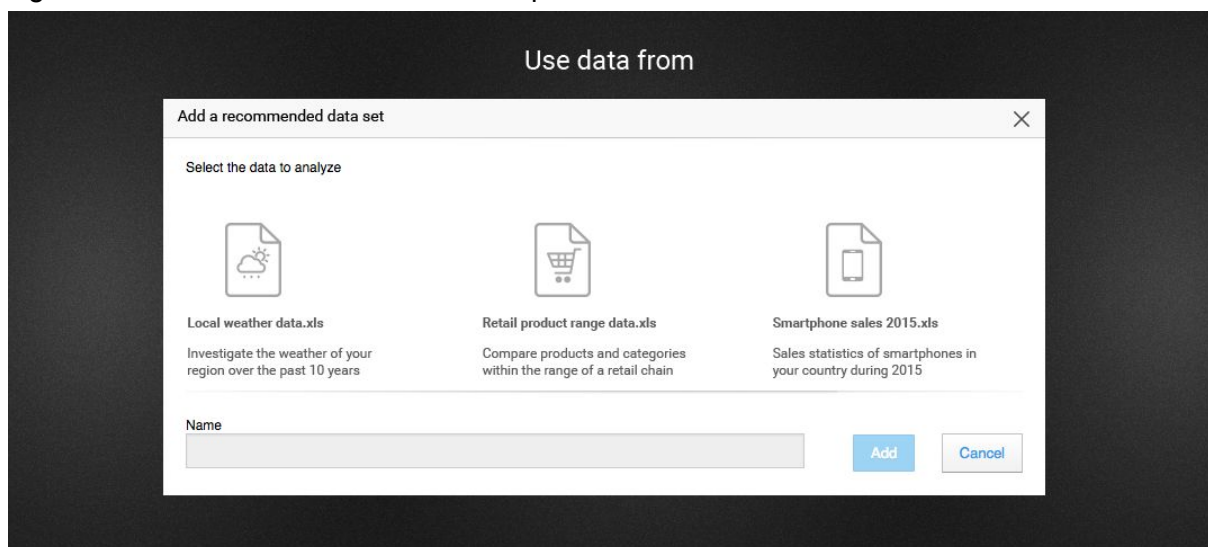 Use data from
Add a recommended data set
Select the data to analyze
Local weather data.xls
Investigate the weather of your
region over the past 10 years
Retail product range data.xls
Compare products and categories
within the range of a retail chain
Smartphone sales 2015.xls
Sales statistics of smartphones in
your country during 2015
Name
Add
Cancel